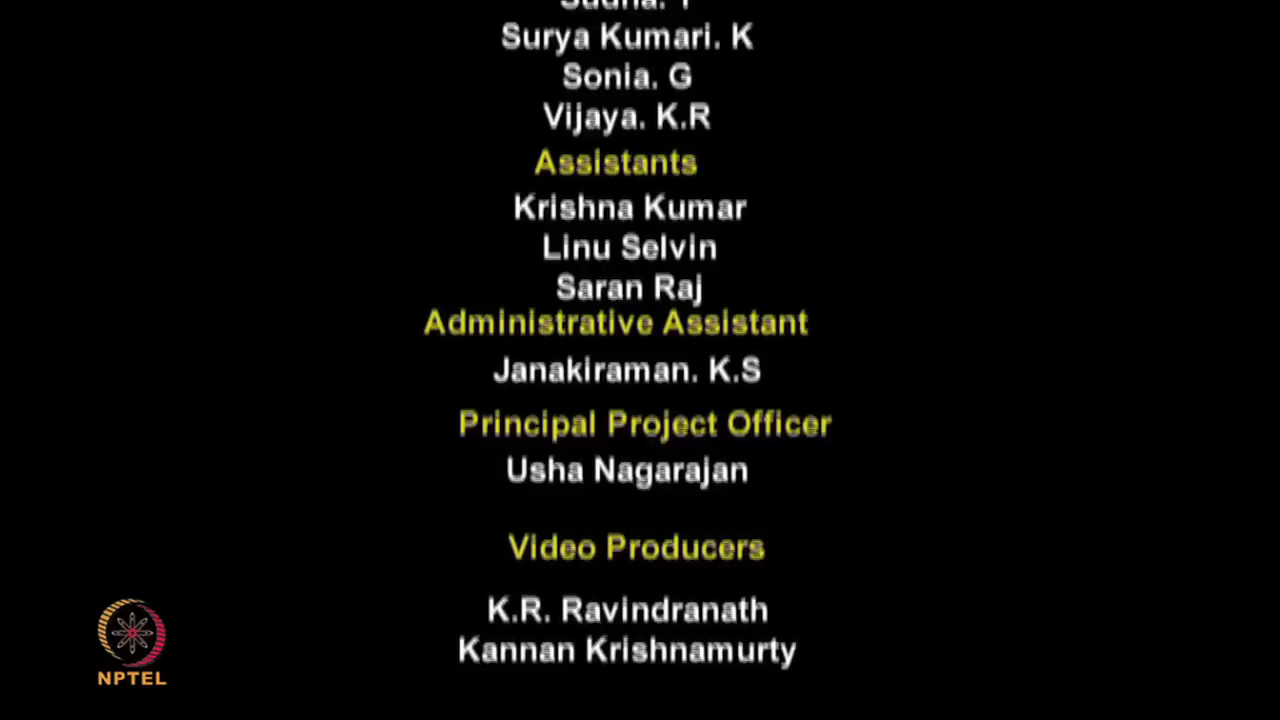 Surya Kumari. K
Sonia. G
Vijaya. K.R
Assistants
Krishna Kumar
Linu Selvin
Saran Raj
Administrative Assistant
Janakiraman. K.S
Principal Project Officer
Usha Nagarajan
Video Producers
K.R. Ravindranath
Kannan Krishnamurty
NPTEL